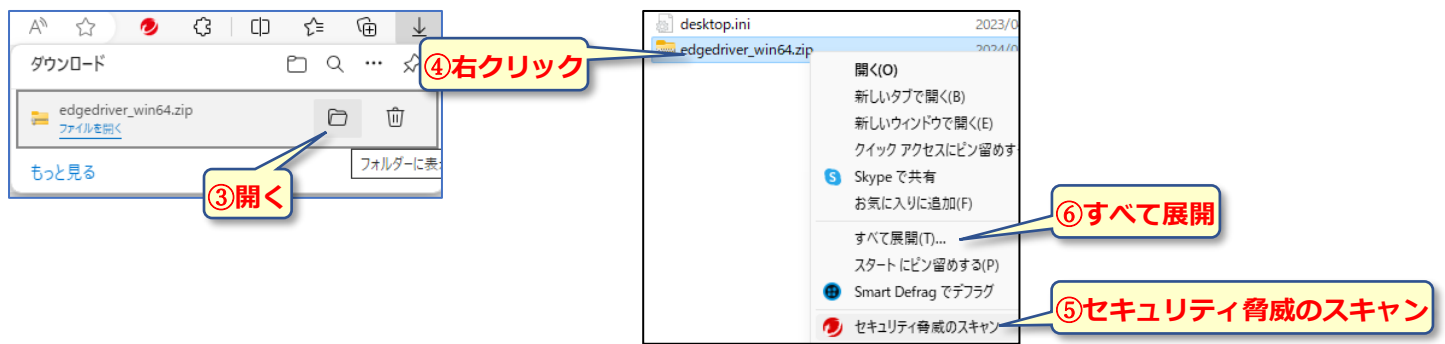 A
ダウンロード
edgedriver_win64.zip
ファイルを開く
もっと見る
フォルダーに表
③開く
desktop.ini 2023/0
edgedriver_win64.zip 2024/0
④右クリック
開く(O)
新しいタブで開く(B)
新しいウィンドウで開く(E)
クイック アクセスにピン留めす
S Skype で共有
お気に入りに追加(F)
すべて展開(T)...
スタート にピン留めする(P)
Smart Defrag でデフラグ
セキュリティ脅威のスキャン
⑥すべて展開
⑤セキュリティ脅威のスキャン